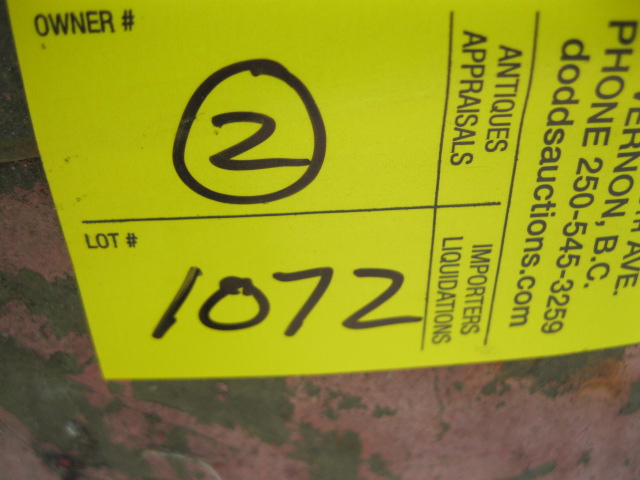 OWNER #
2
LOT #
1072
ANTIQUES
APPRAISALS
IMPORTERS
LIQUIDATIONS
AVE.
VERNON, B.C.
PHONE 250-545-3259
doddsauctions.com